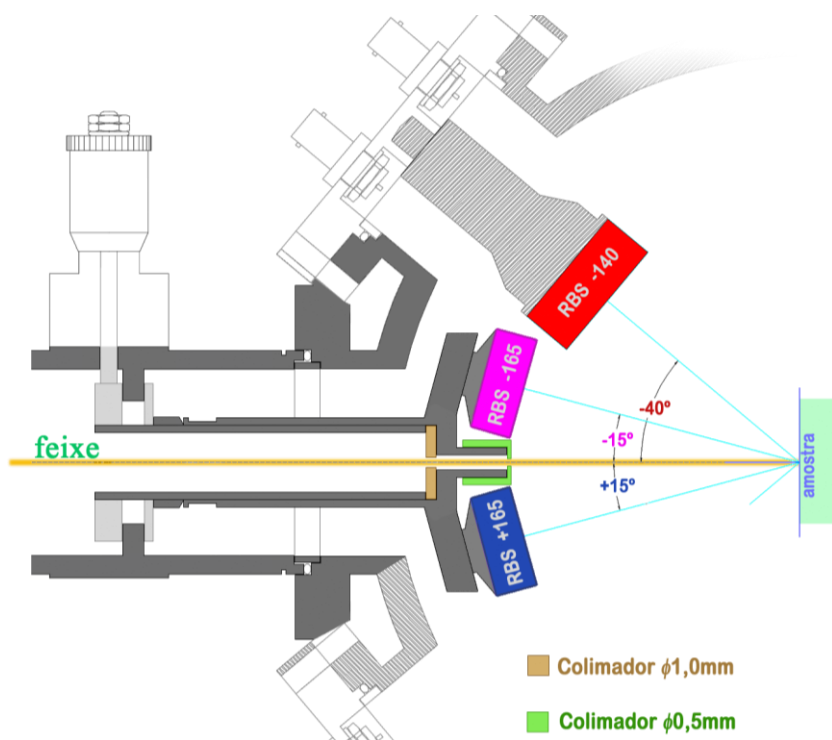 RBS -140
RBS -165
-40º
-15º
feixe
amostra
+15º
RBS +165
Colimador ϕ1,0mm
Colimador ϕ0,5mm